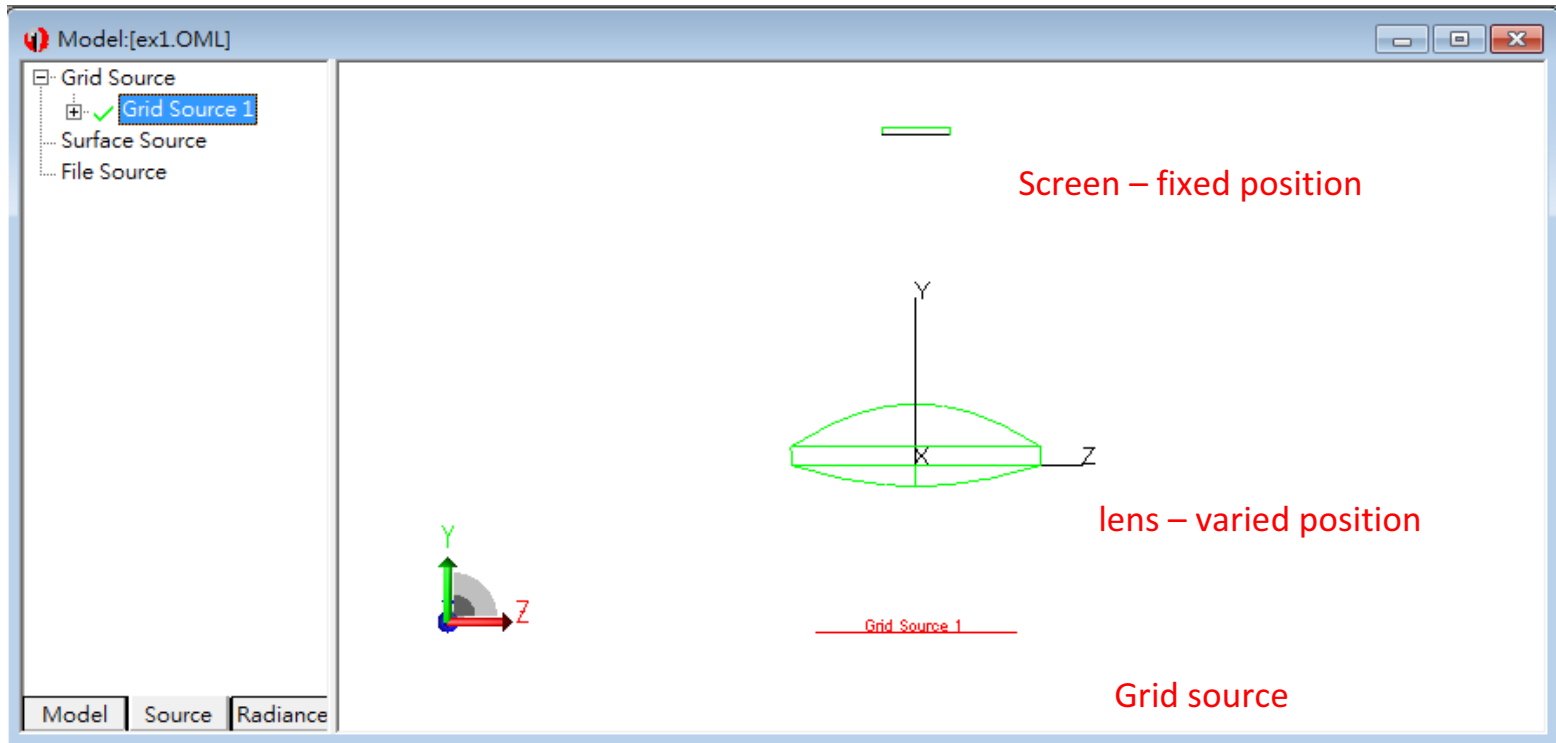 Model:[ex1.OML]
Grid Source
Grid Source 1
Surface Source
File Source
Screen – fixed position
Y
X
Z
lens – varied position
Y
Z
Grid Source 1
Grid source
Model Source Radiance